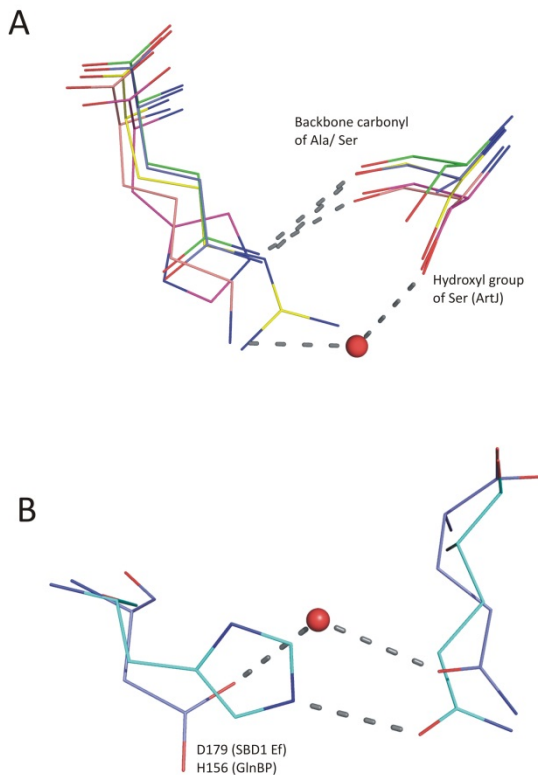 A
Backbone carbonyl
of Ala/ Ser
Hydroxyl group
of Ser (ArtJ)
B
D179 (SBD1 Ef)
H156 (GlnBP)